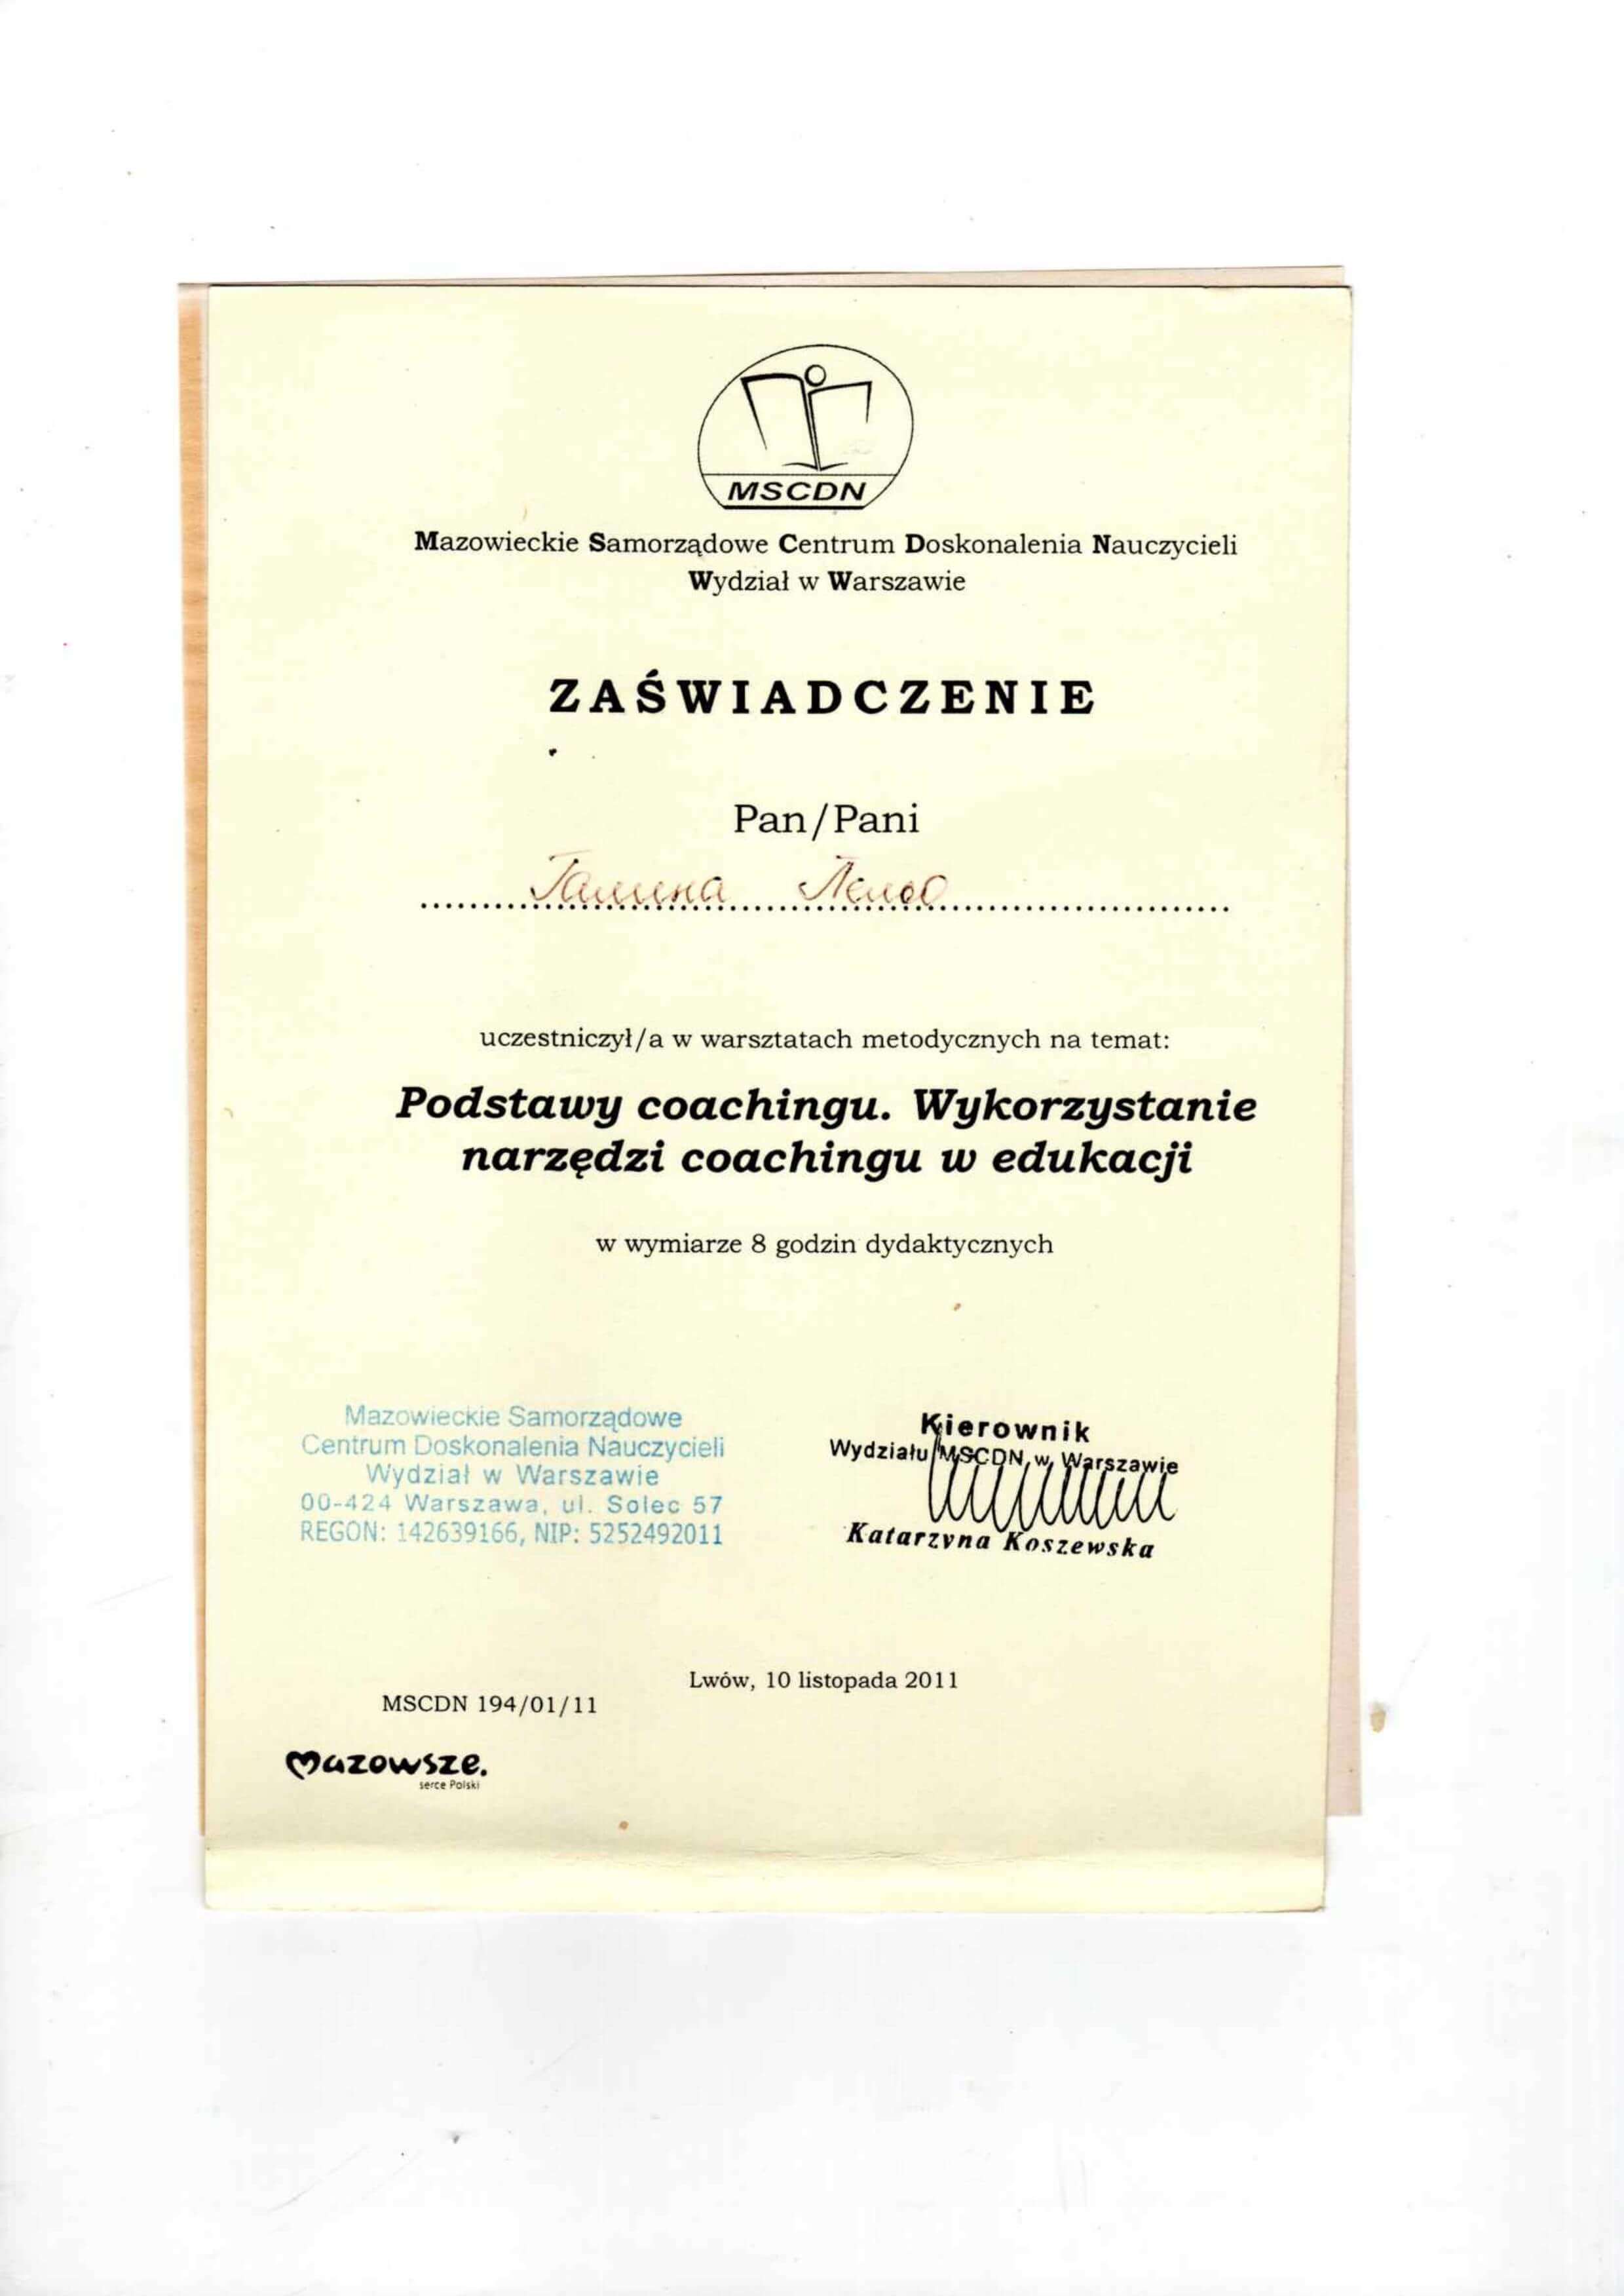 MSCDN
Mazowieckie Samorządowe Centrum Doskonalenia Nauczycieli
Wydział w Warszawie
ZAŚWIADCZENIE
Pan/Pani
uczestniczył/a w warsztatach metodycznych na temat:
Podstawy coachingu. Wykorzystanie
narzędzi coachingu w edukacji
w wymiarze 8 godzin dydaktycznych
Mazowieckie Samorządowe
Centrum Doskonalenia Nauczycieli
Wydział w Warszawie
00-424 Warszawa, ul. Solec 57
REGON: 142639166, NIP: 5252492011
Kierownik
Wydziału MSCDN w Warszawie
Katarzyna Koszewska
Lwów, 10 listopada 2011
MSCDN 194/01/11
Mazowsze.
serce Polski